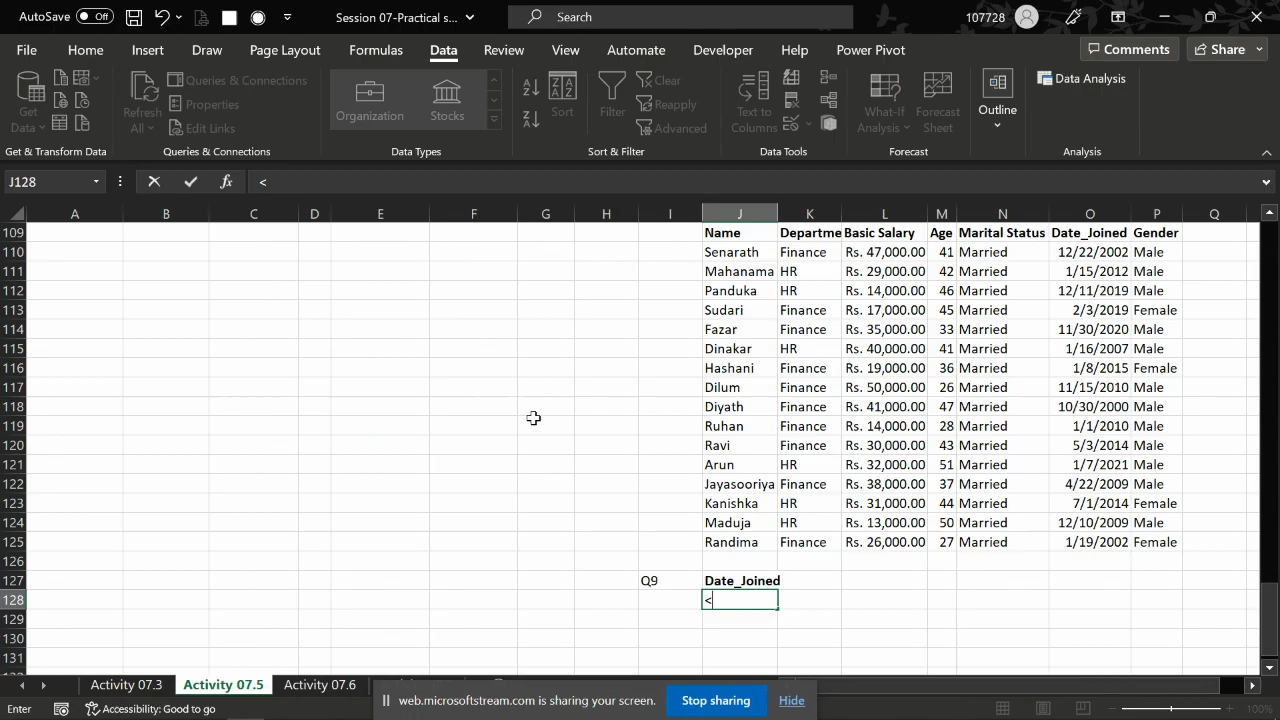 AutoSave Off Session 07-Practical s... Search 107728
File Home Insert Draw Page Layout Formulas Data Review View Automate Developer Help Power Pivot Comments Share
Get Data Refresh All Queries & Connections Properties Edit Links Organization Stocks Sort Filter Clear Reapply Advanced Text to Columns What-If Analysis Forecast Sheet Outline Data Analysis
Get & Transform Data Queries & Connections Data Types Sort & Filter Data Tools Forecast Analysis
J128 fx <
A B C D E F G H I J K L M N O P Q
109 Name Departme Basic Salary Age Marital Status Date_Joined Gender
110 Senarath Finance Rs. 47,000.00 41 Married 12/22/2002 Male
111 Mahanama HR Rs. 29,000.00 42 Married 1/15/2012 Male
112 Panduka HR Rs. 14,000.00 46 Married 12/11/2019 Male
113 Sudari Finance Rs. 17,000.00 45 Married 2/3/2019 Female
114 Fazar Finance Rs. 35,000.00 33 Married 11/30/2020 Male
115 Dinakar HR Rs. 40,000.00 41 Married 1/16/2007 Male
116 Hashani Finance Rs. 19,000.00 36 Married 1/8/2015 Female
117 Dilum Finance Rs. 50,000.00 26 Married 11/15/2010 Male
118 Diyath Finance Rs. 41,000.00 47 Married 10/30/2000 Male
119 Ruhan Finance Rs. 14,000.00 28 Married 1/1/2010 Male
120 Ravi Finance Rs. 30,000.00 43 Married 5/3/2014 Male
121 Arun HR Rs. 32,000.00 51 Married 1/7/2021 Male
122 Jayasooriya Finance Rs. 38,000.00 37 Married 4/22/2009 Male
123 Kanishka HR Rs. 31,000.00 44 Married 7/1/2014 Female
124 Maduja HR Rs. 13,000.00 50 Married 12/10/2009 Male
125 Randima Finance Rs. 26,000.00 27 Married 1/19/2002 Female
126
127 Q9 Date_Joined
128 <
129
130
131
Activity 07.3 Activity 07.5 Activity 07.6
web.microsoftstream.com is sharing your screen. Stop sharing Hide
Enter Accessibility: Good to go 100%